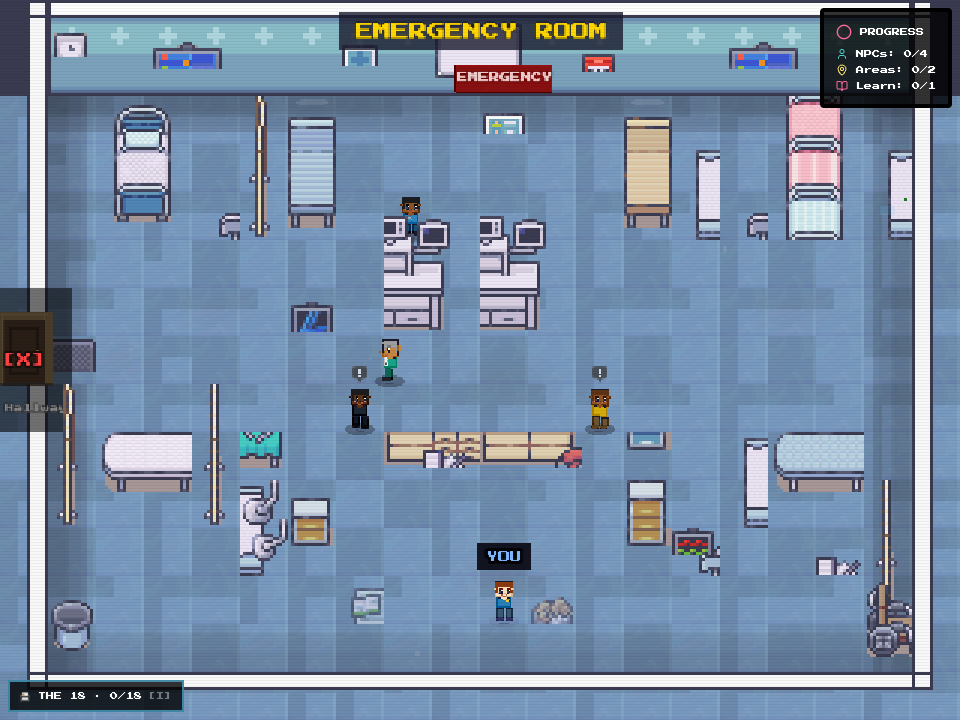 EMERGENCY ROOM
EMERGENCY
PROGRESS
NPCs: 0/4
Areas: 0/2
Learn: 0/1
[X]
Hallway
!
!
YOU
THE 18 · 0/18 [I]